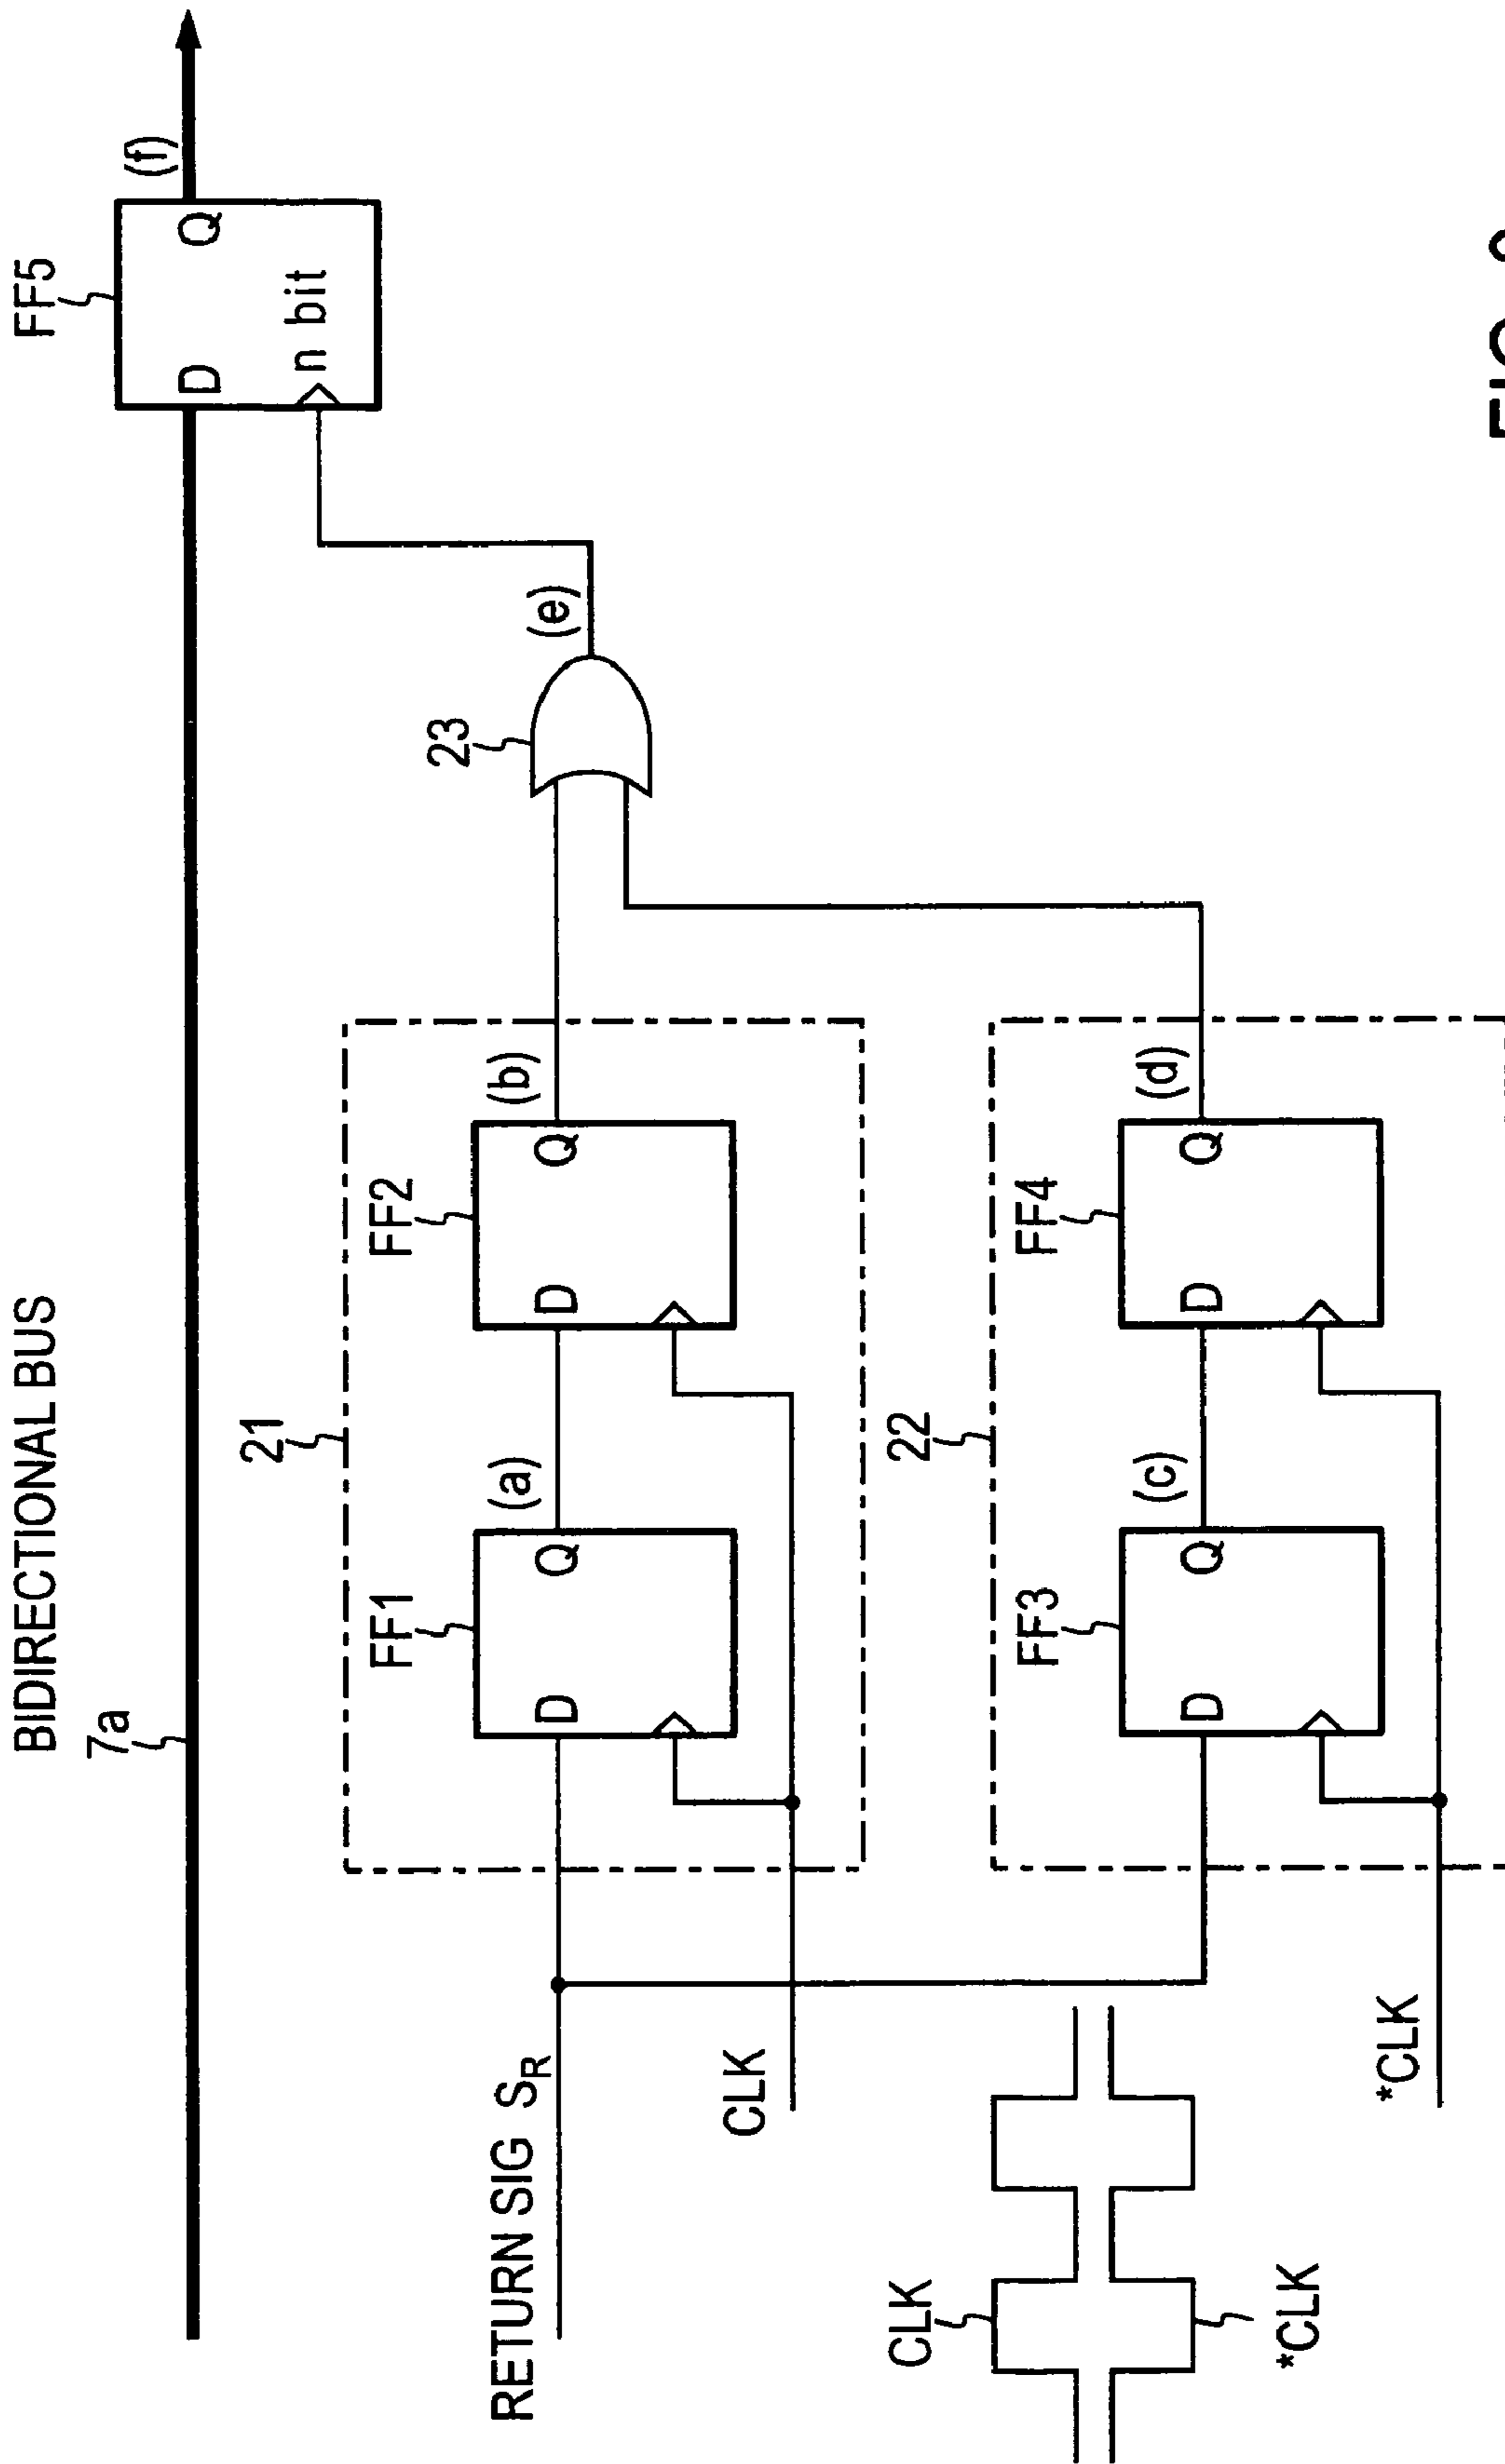 BIDIRECTIONAL BUS
7a
FF5
D
Q
n bit
(f)
21
FF1
D
Q
(a)
FF2
D
Q
(b)
23
(e)
RETURN SIG SR
CLK
22
FF3
D
Q
(c)
FF4
D
Q
(d)
CLK
*CLK
*CLK